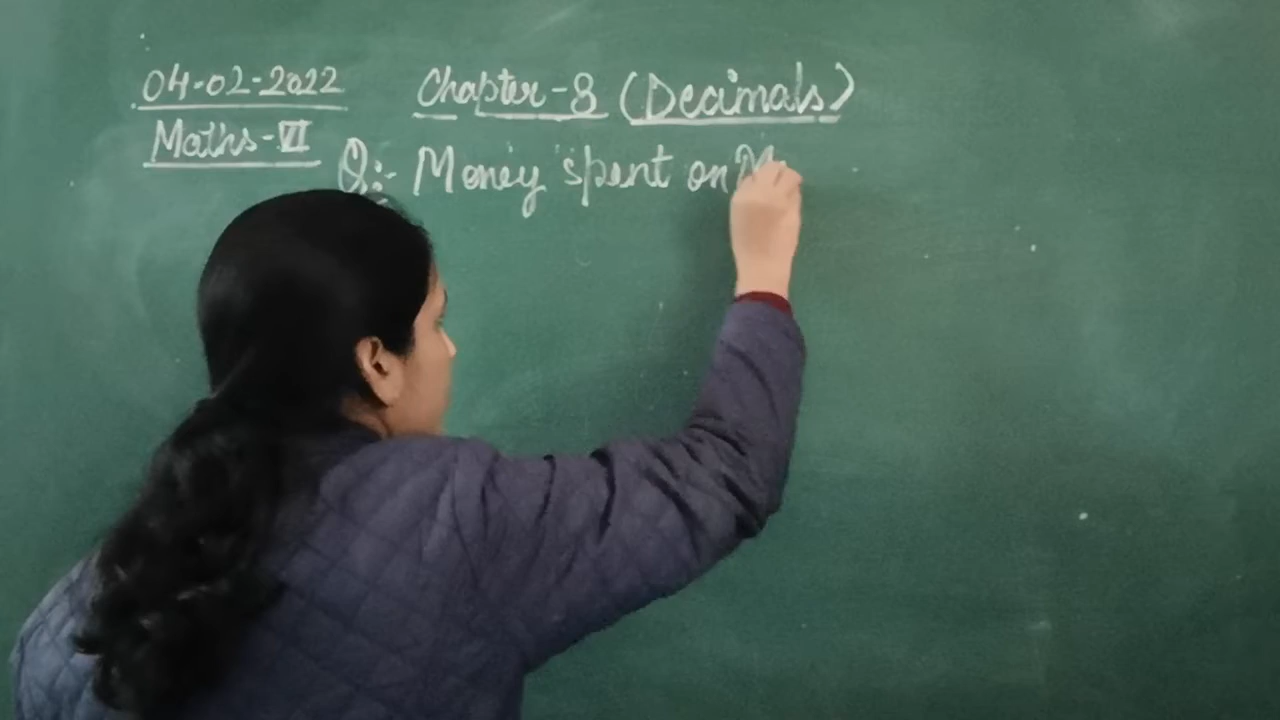 04-02-2022 Chapter-8 (Decimals)
Maths-VI
Q:- Money spent on